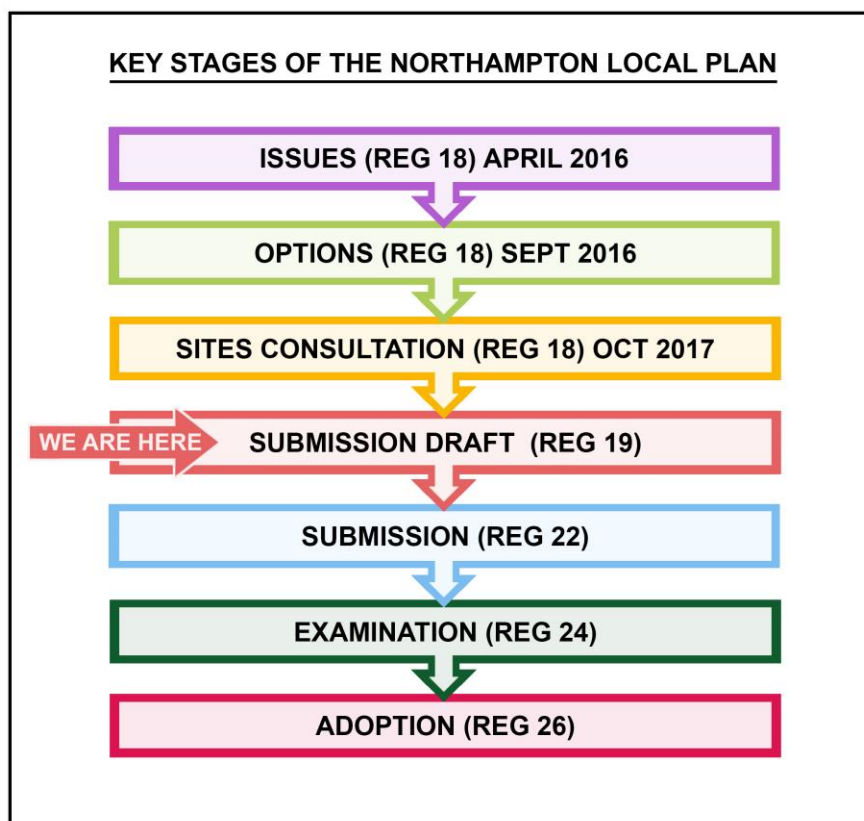 KEY STAGES OF THE NORTHAMPTON LOCAL PLAN
ISSUES (REG 18) APRIL 2016
OPTIONS (REG 18) SEPT 2016
SITES CONSULTATION (REG 18) OCT 2017
WE ARE HERE
SUBMISSION DRAFT (REG 19)
SUBMISSION (REG 22)
EXAMINATION (REG 24)
ADOPTION (REG 26)